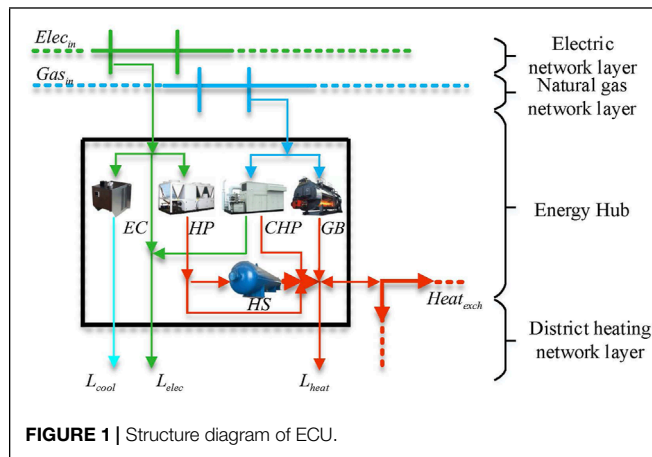 Elec_in
Gas_in
Electric
network layer
Natural gas
network layer
EC
HP
CHP
GB
Energy Hub
HS
Heat_exch
District heating
network layer
L_cool
L_elec
L_heat
FIGURE 1 | Structure diagram of ECU.